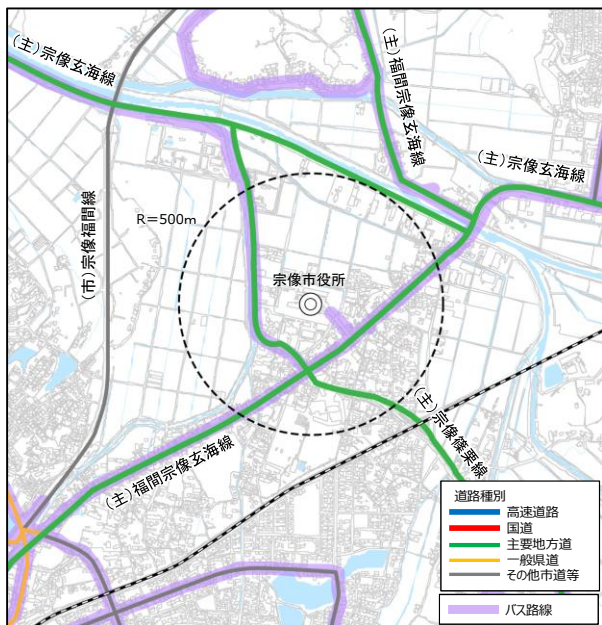 (主)宗像玄海線
(主)福間宗像玄海線
(主)宗像玄海線
R=500m
宗像市役所
(市)宗像福間線
(主)宗像篠栗線
(主)福間宗像玄海線
道路種別
高速道路
国道
主要地方道
一般県道
その他市道等
バス路線